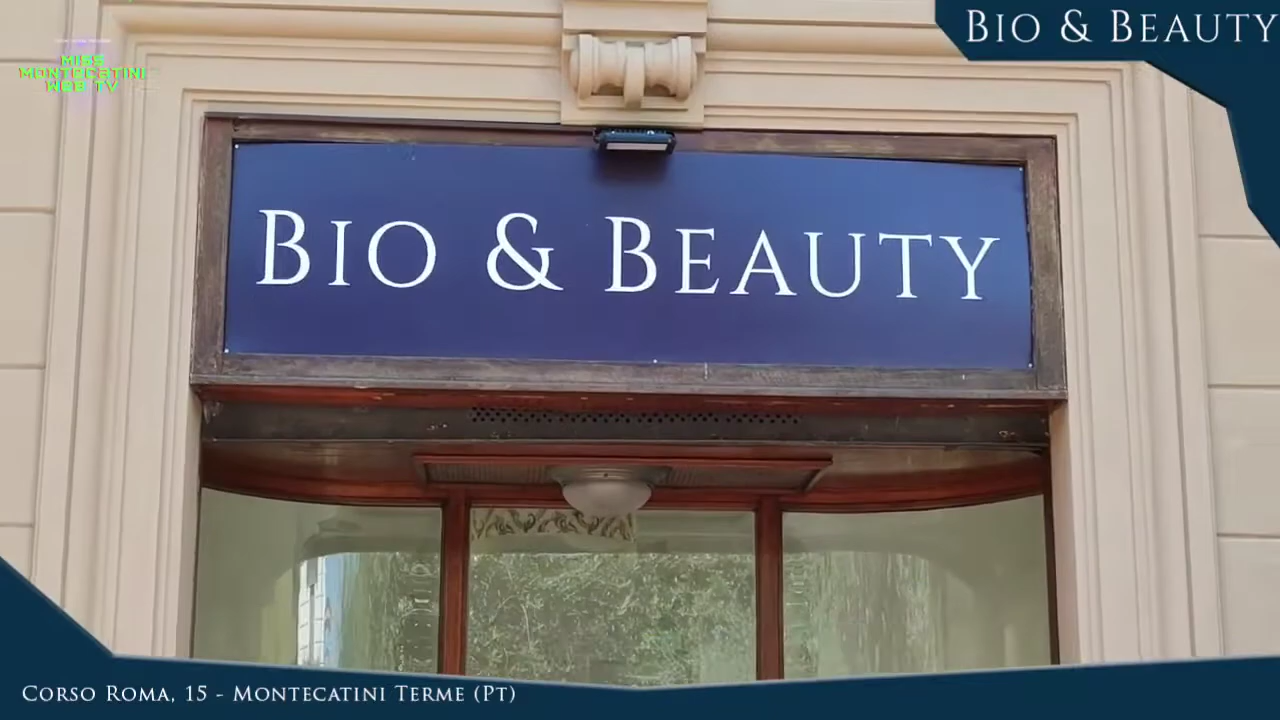 BIO & BEAUTY
MISS
MONTECATINI
WEB TV
BIO & BEAUTY
CORSO ROMA, 15 - MONTECATINI TERME (PT)